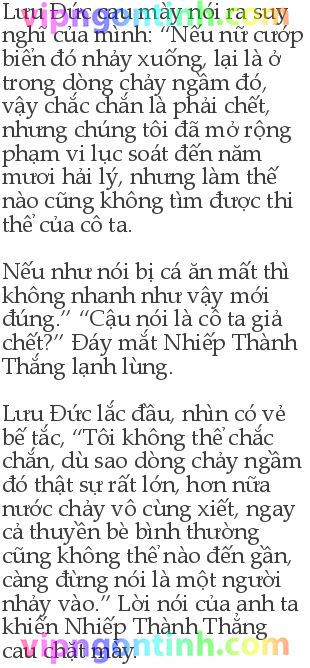 Lưu Đức cau mày nói ra suy
nghĩ của mình: “Nếu nữ cướp
biển đó nhảy xuống, lại là ở
trong dòng chảy ngầm đó,
vậy chắc chắn là phải chết,
nhưng chúng tôi đã mở rộng
phạm vi lục soát đến năm
mươi hải lý, nhưng làm thế
nào cũng không tìm được thi
thể của cô ta.
Nếu như nói bị cá ăn mất thì
không nhanh như vậy mới
đúng.” “Cậu nói là cô ta giả
chết?” Đáy mắt Nhiếp Thành
Thắng lạnh lùng.
Lưu Đức lắc đầu, nhìn có vẻ
bế tắc, “Tôi không thể chắc
chắn, dù sao dòng chảy ngầm
đó thật sự rất lớn, hơn nữa
nước chảy vô cùng xiết, ngay
cả thuyền bè bình thường
cũng không thể nào đến gần,
càng đừng nói là một người
nhảy vào.” Lời nói của anh ta
khiến Nhiếp Thành Thắng
vipngontinh.com
cau chặt mày.